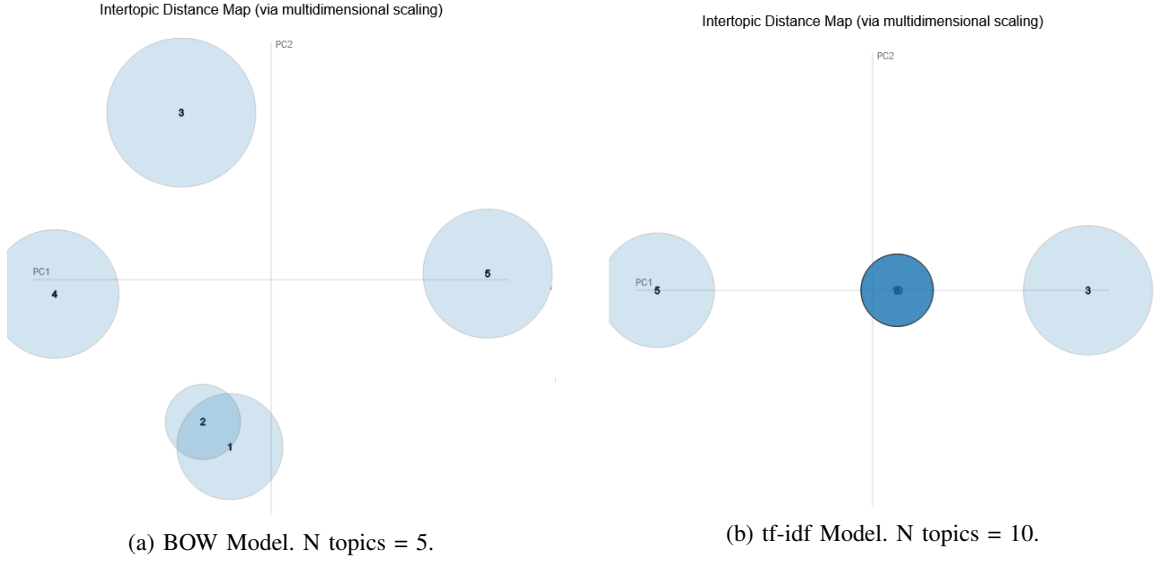 Intertopic Distance Map (via multidimensional scaling)
PC2
3
PC1
4
5
2
1
(a) BOW Model. N topics = 5.
Intertopic Distance Map (via multidimensional scaling)
PC2
PC1
5
3
(b) tf-idf Model. N topics = 10.